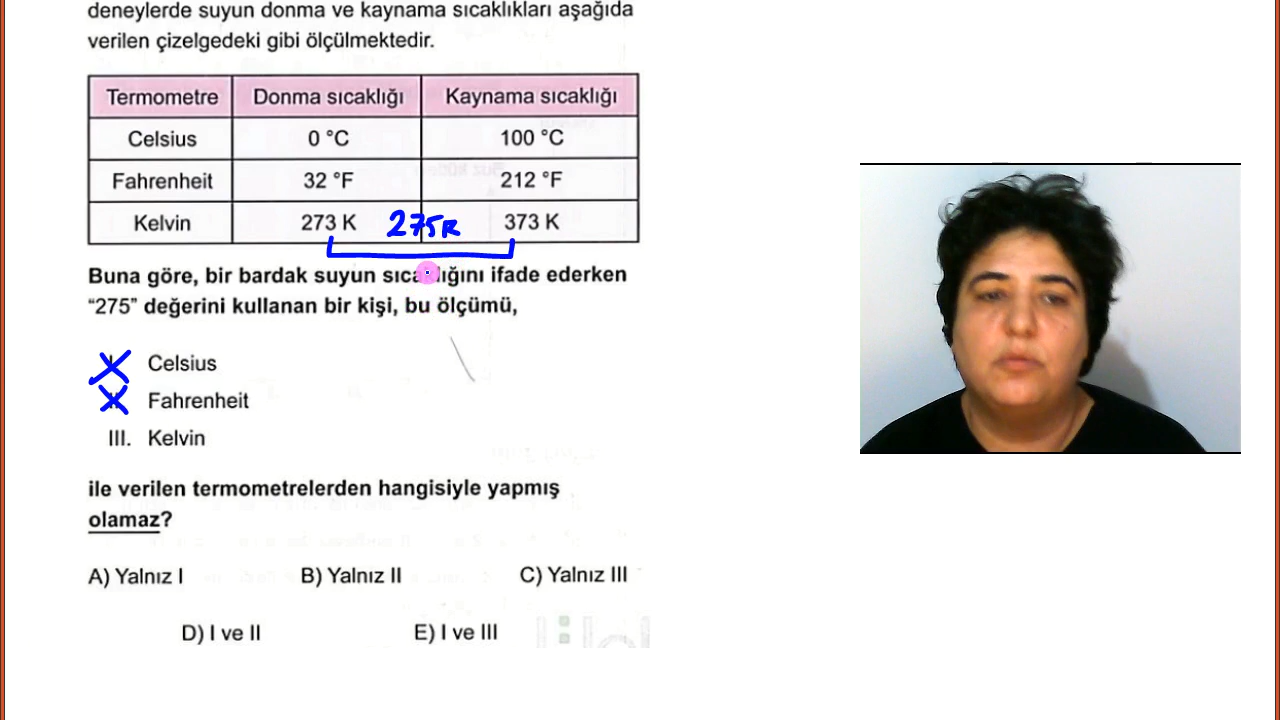 deneylerde suyun donma ve kaynama sıcaklıkları aşağıda
verilen çizelgedeki gibi ölçülmektedir.
Termometre Donma sıcaklığı Kaynama sıcaklığı
Celsius 0 °C 100 °C
Fahrenheit 32 °F 212 °F
Kelvin 273 K 275K 373 K
Buna göre, bir bardak suyun sıcaklığını ifade ederken
“275” değerini kullanan bir kişi, bu ölçümü,
Celsius
Fahrenheit
III. Kelvin
ile verilen termometrelerden hangisiyle yapmış
olamaz?
A) Yalnız I B) Yalnız II C) Yalnız III
D) I ve II E) I ve III